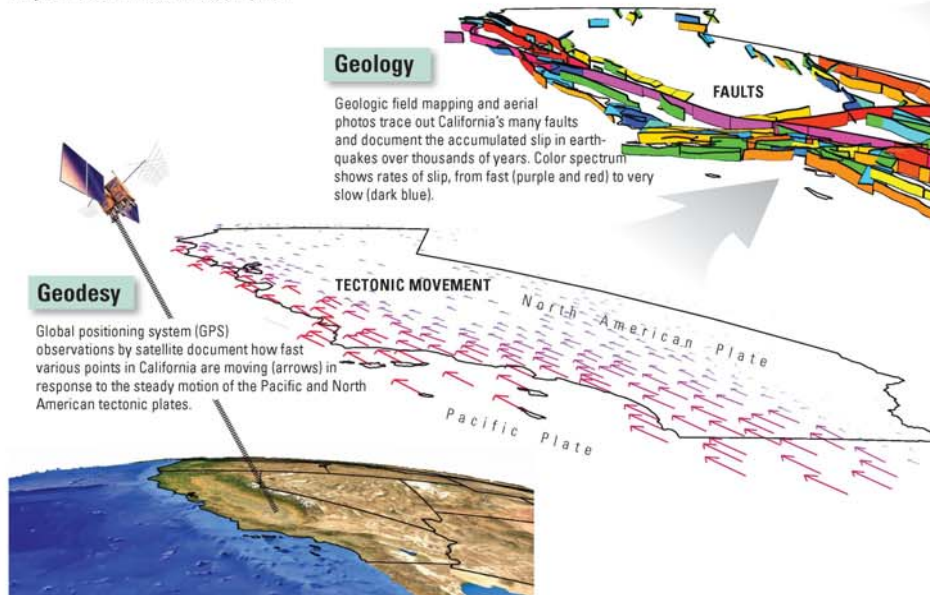 Geology
Geologic field mapping and aerial
photos trace out California's many faults
and document the accumulated slip in earth-
quakes over thousands of years. Color spectrum
shows rates of slip, from fast (purple and red) to very
slow (dark blue).
FAULTS
TECTONIC MOVEMENT
North American Plate
Pacific Plate
Geodesy
Global positioning system (GPS)
observations by satellite document how fast
various points in California are moving (arrows) in
response to the steady motion of the Pacific and North
American tectonic plates.